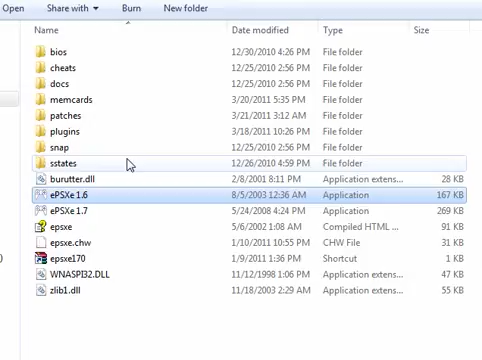 Open Share with Burn New folder
Name Date modified Type Size
bios 12/30/2010 4:26 PM File folder
cheats 12/25/2010 2:56 PM File folder
docs 12/25/2010 2:56 PM File folder
memcards 3/20/2011 5:35 PM File folder
patches 3/21/2011 3:12 AM File folder
plugins 3/18/2011 10:26 PM File folder
snap 12/25/2010 2:56 PM File folder
sstates 12/26/2010 4:59 PM File folder
burutter.dll 2/8/2001 8:11 PM Application extens... 28 KB
ePSXe 1.6 8/5/2003 12:36 AM Application 167 KB
ePSXe 1.7 5/24/2008 4:24 PM Application 269 KB
epsxe 5/6/2002 1:08 AM Compiled HTML ... 91 KB
epsxe.chw 1/10/2011 10:55 PM CHW File 31 KB
epsxe170 1/9/2011 1:36 PM Shortcut 1 KB
WNASPI32.DLL 11/12/1998 1:06 PM Application extens... 47 KB
zlib1.dll 11/18/2003 2:29 AM Application extens... 55 KB